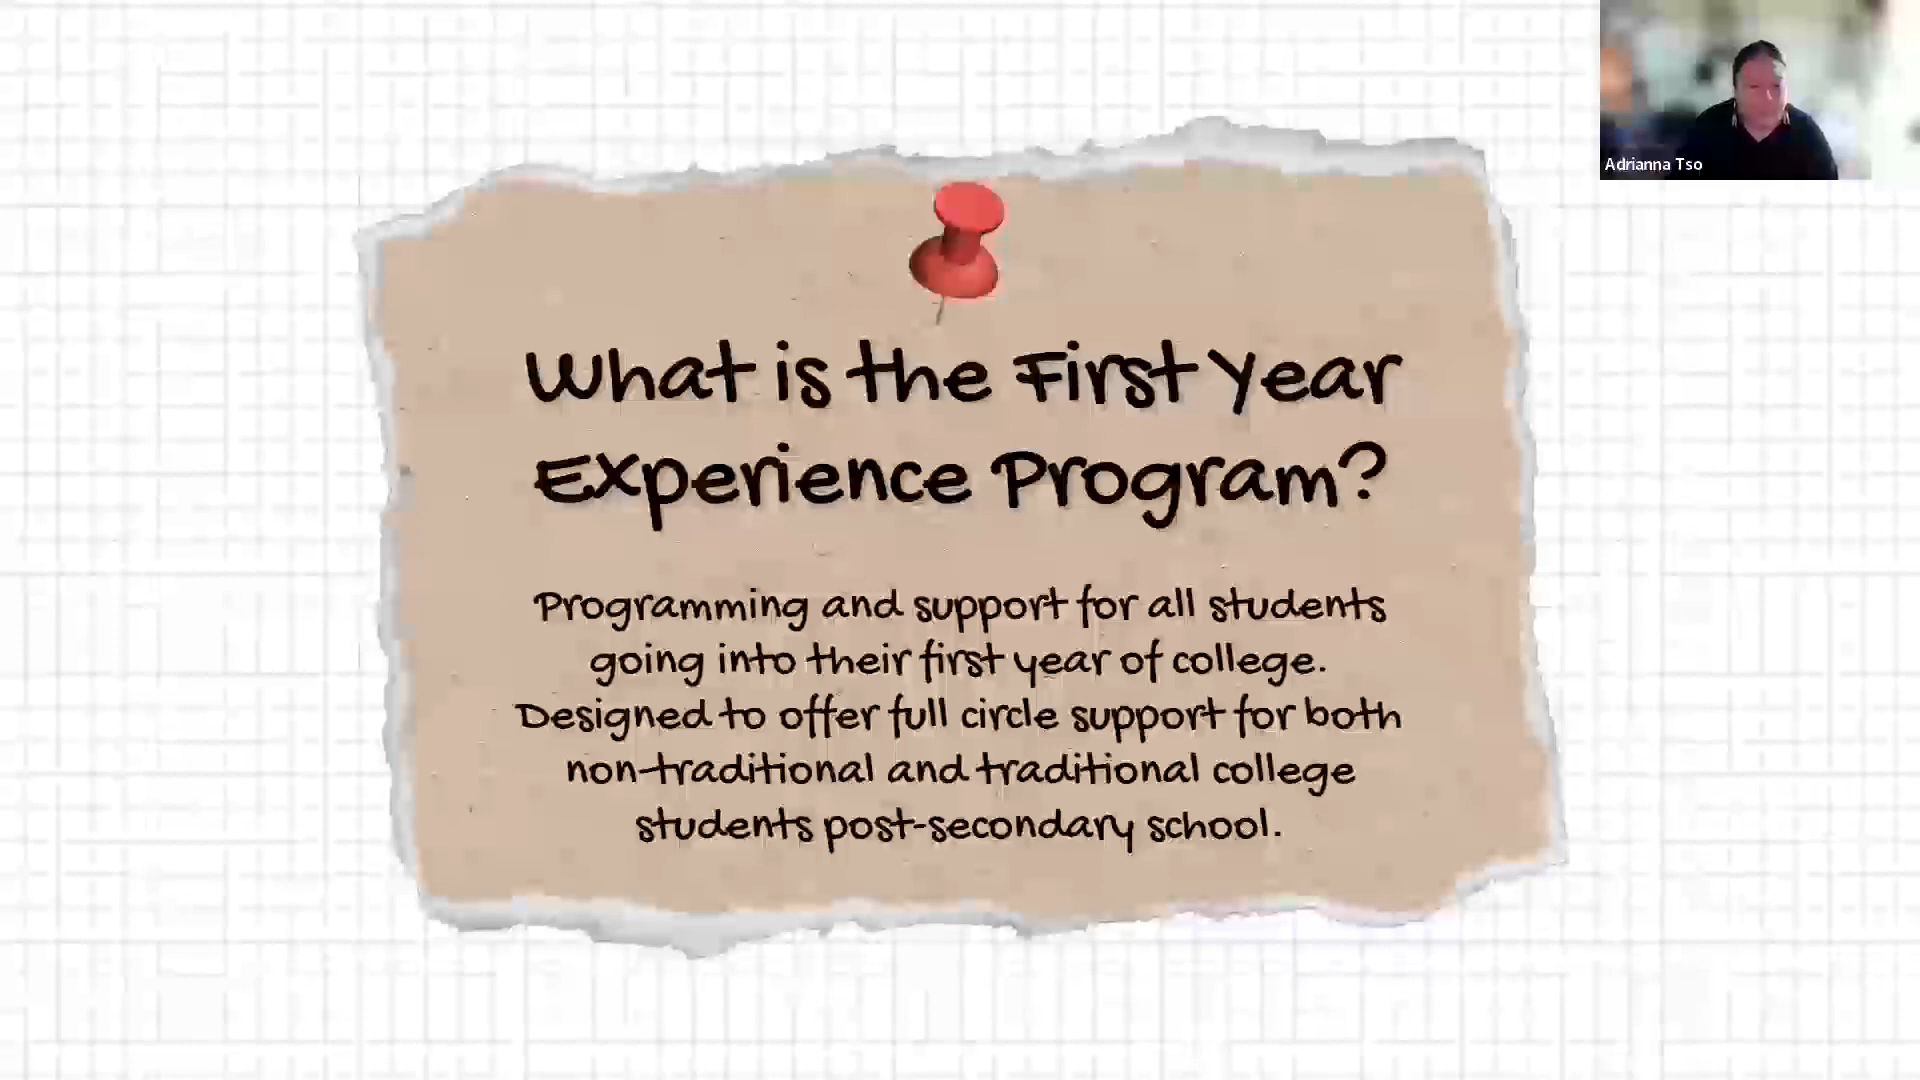 What is the First Year
Experience Program?
Programming and support for all students
going into their first year of college.
Designed to offer full circle support for both
non-traditional and traditional college
students post-secondary school.
Adrianna Tso